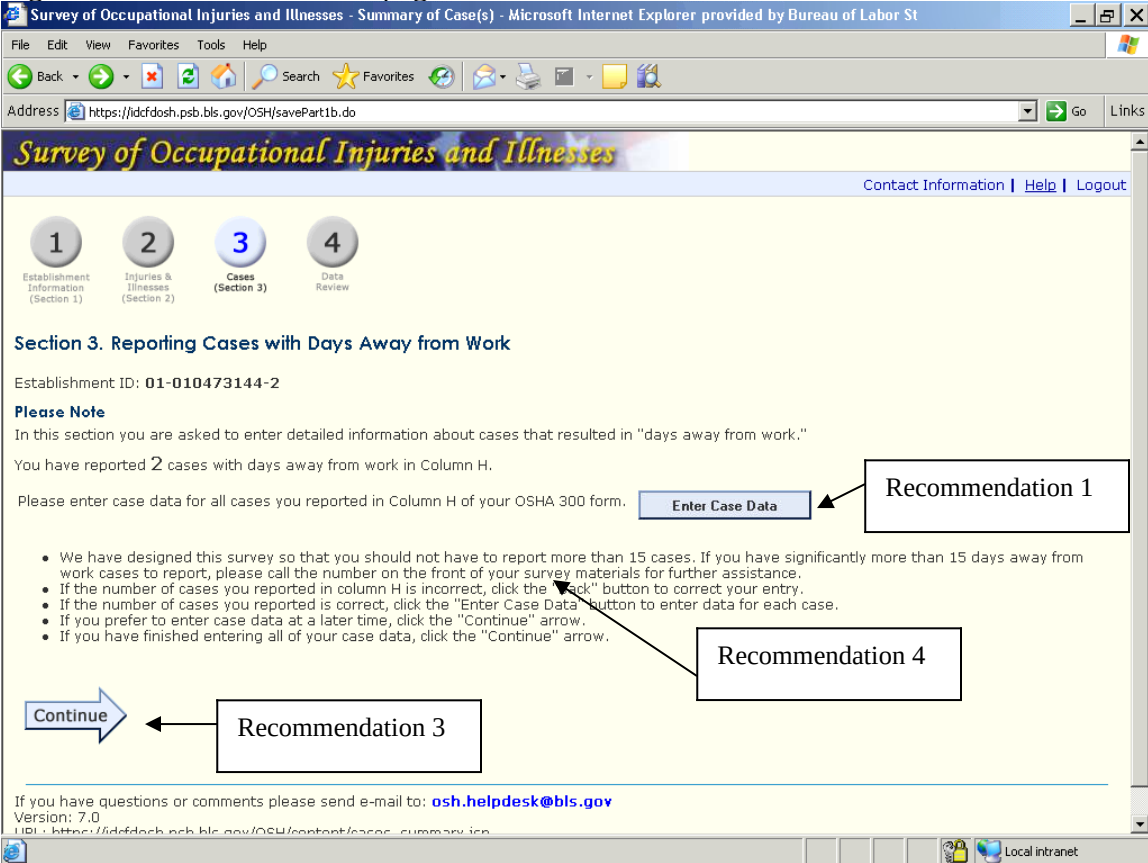 Survey of Occupational Injuries and Illnesses - Summary of Case(s) - Microsoft Internet Explorer provided by Bureau of Labor St
File Edit View Favorites Tools Help
Back Search Favorites
Address https://idcfdosh.psb.bls.gov/OSH/savePart1b.do Go Links
Survey of Occupational Injuries and Illnesses
Contact Information | Help | Logout
1 2 3 4
Establishment Information (Section 1)
Injuries & Illnesses (Section 2)
Cases (Section 3)
Data Review
Section 3. Reporting Cases with Days Away from Work
Establishment ID: 01-010473144-2
Please Note
In this section you are asked to enter detailed information about cases that resulted in "days away from work."
You have reported 2 cases with days away from work in Column H.
Please enter case data for all cases you reported in Column H of your OSHA 300 form. Enter Case Data
Recommendation 1
• We have designed this survey so that you should not have to report more than 15 cases. If you have significantly more than 15 days away from
work cases to report, please call the number on the front of your survey materials for further assistance.
• If the number of cases you reported in column H is incorrect, click the "Back" button to correct your entry.
• If the number of cases you reported is correct, click the "Enter Case Data" button to enter data for each case.
• If you prefer to enter case data at a later time, click the "Continue" arrow.
• If you have finished entering all of your case data, click the "Continue" arrow.
Recommendation 4
Continue
Recommendation 3
If you have questions or comments please send e-mail to: osh.helpdesk@bls.gov
Version: 7.0
URL: https://idcfdosh.psb.bls.gov/OSH/content/cases_summary.jsp
Local intranet